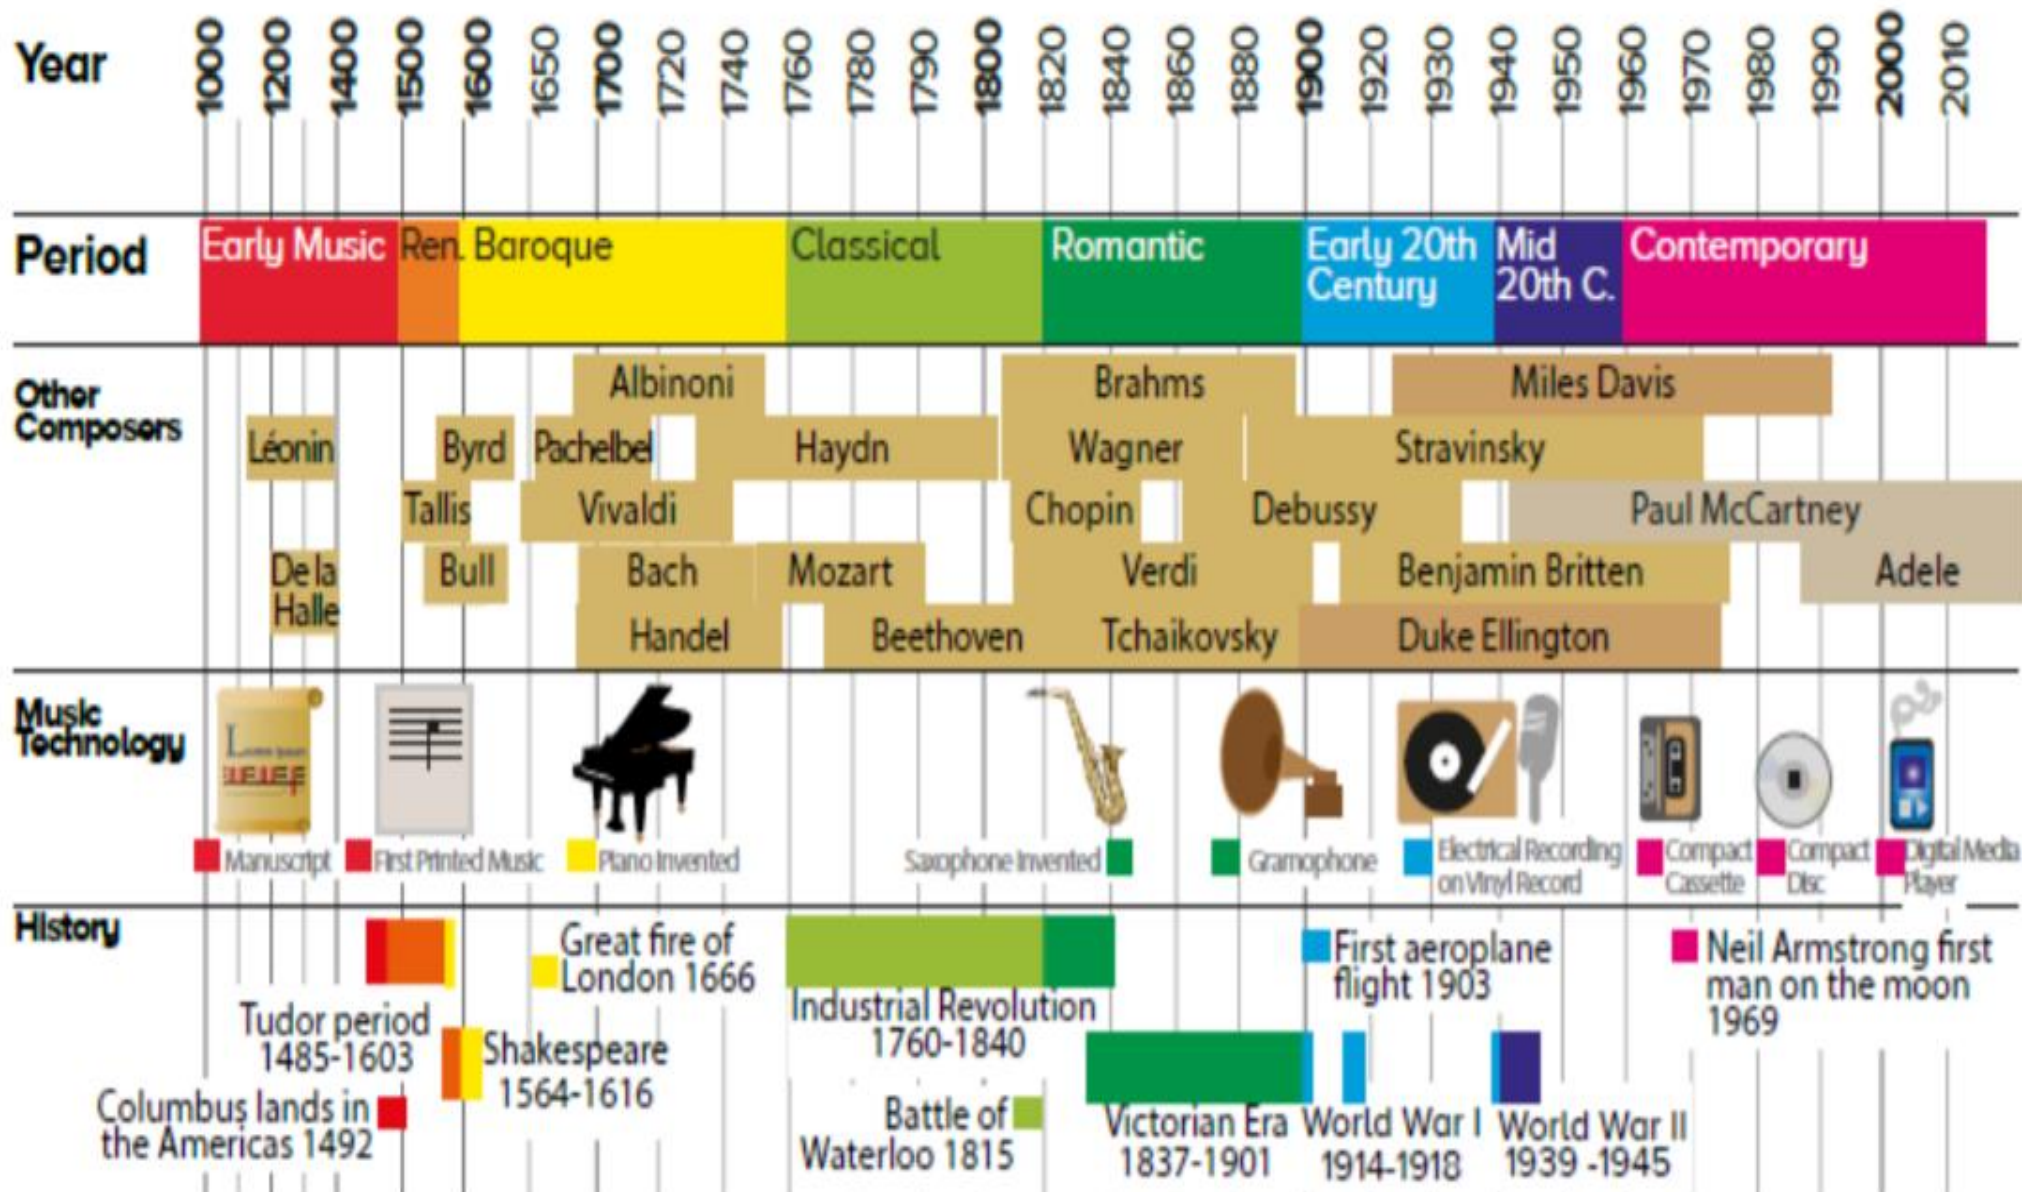 Year
1000 1200 1400 1500 1600 1650 1700 1720 1740 1760 1780 1790 1800 1820 1840 1860 1880 1900 1920 1930 1940 1950 1960 1970 1980 1990 2000 2010
Period
Early Music
Ren.
Baroque
Classical
Romantic
Early 20th
Century
Mid
20th C.
Contemporary
Other
Composers
Albinoni
Brahms
Miles Davis
Léonin
Byrd
Pachelbel
Haydn
Wagner
Stravinsky
Tallis
Vivaldi
Chopin
Debussy
Paul McCartney
De la
Halle
Bull
Bach
Mozart
Verdi
Benjamin Britten
Adele
Handel
Beethoven
Tchaikovsky
Duke Ellington
Music
Technology
Manuscript
First Printed Music
Piano Invented
Saxophone Invented
Gramophone
Electrical Recording
on Vinyl Record
Compact
Cassette
Compact
Disc
Digital Media
Player
History
Tudor period
1485-1603
Great fire of
London 1666
Shakespeare
1564-1616
Columbus lands in
the Americas 1492
Industrial Revolution
1760-1840
Battle of
Waterloo 1815
Victorian Era
1837-1901
First aeroplane
flight 1903
World War I
1914-1918
World War II
1939 -1945
Neil Armstrong first
man on the moon
1969